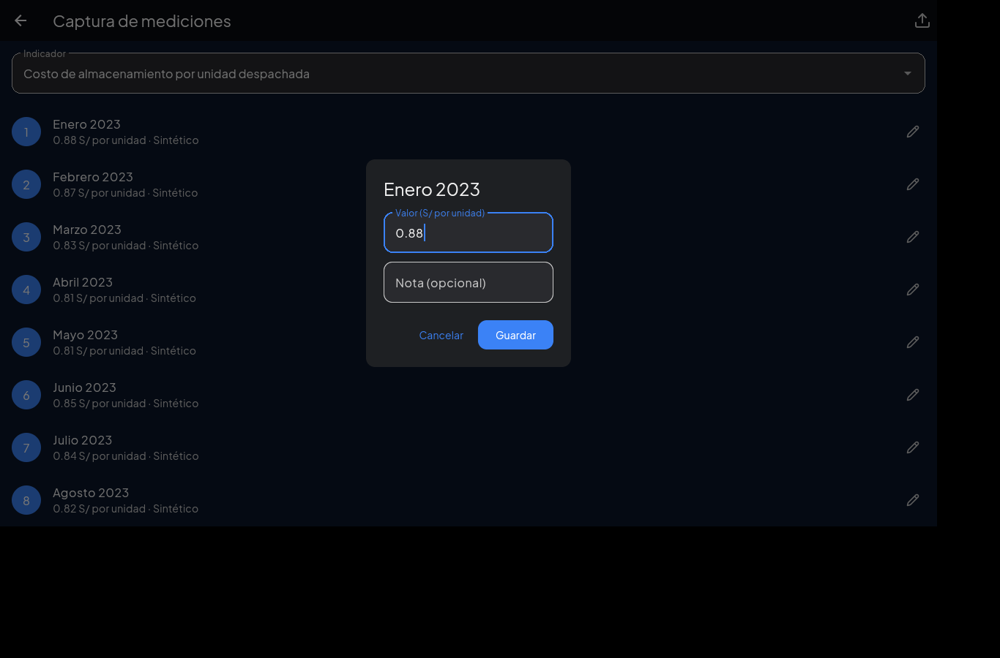 Captura de mediciones
Indicador
Costo de almacenamiento por unidad despachada
1
Enero 2023
0.88 S/ por unidad · Sintético
2
Febrero 2023
0.87 S/ por unidad · Sintético
3
Marzo 2023
0.83 S/ por unidad · Sintético
4
Abril 2023
0.81 S/ por unidad · Sintético
5
Mayo 2023
0.81 S/ por unidad · Sintético
6
Junio 2023
0.85 S/ por unidad · Sintético
7
Julio 2023
0.84 S/ por unidad · Sintético
8
Agosto 2023
0.82 S/ por unidad · Sintético
Enero 2023
Valor (S/ por unidad)
0.88
Nota (opcional)
Cancelar
Guardar